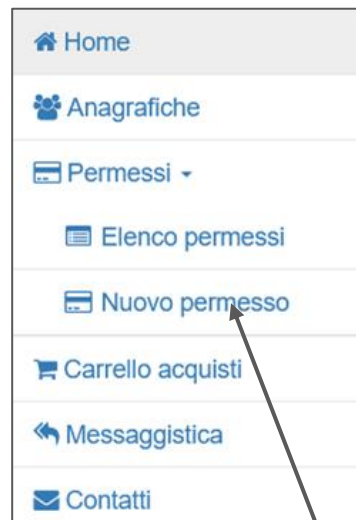 Home
Anagrafiche
Permessi
Elenco permessi
Nuovo permesso
Carrello acquisti
Messaggistica
Contatti